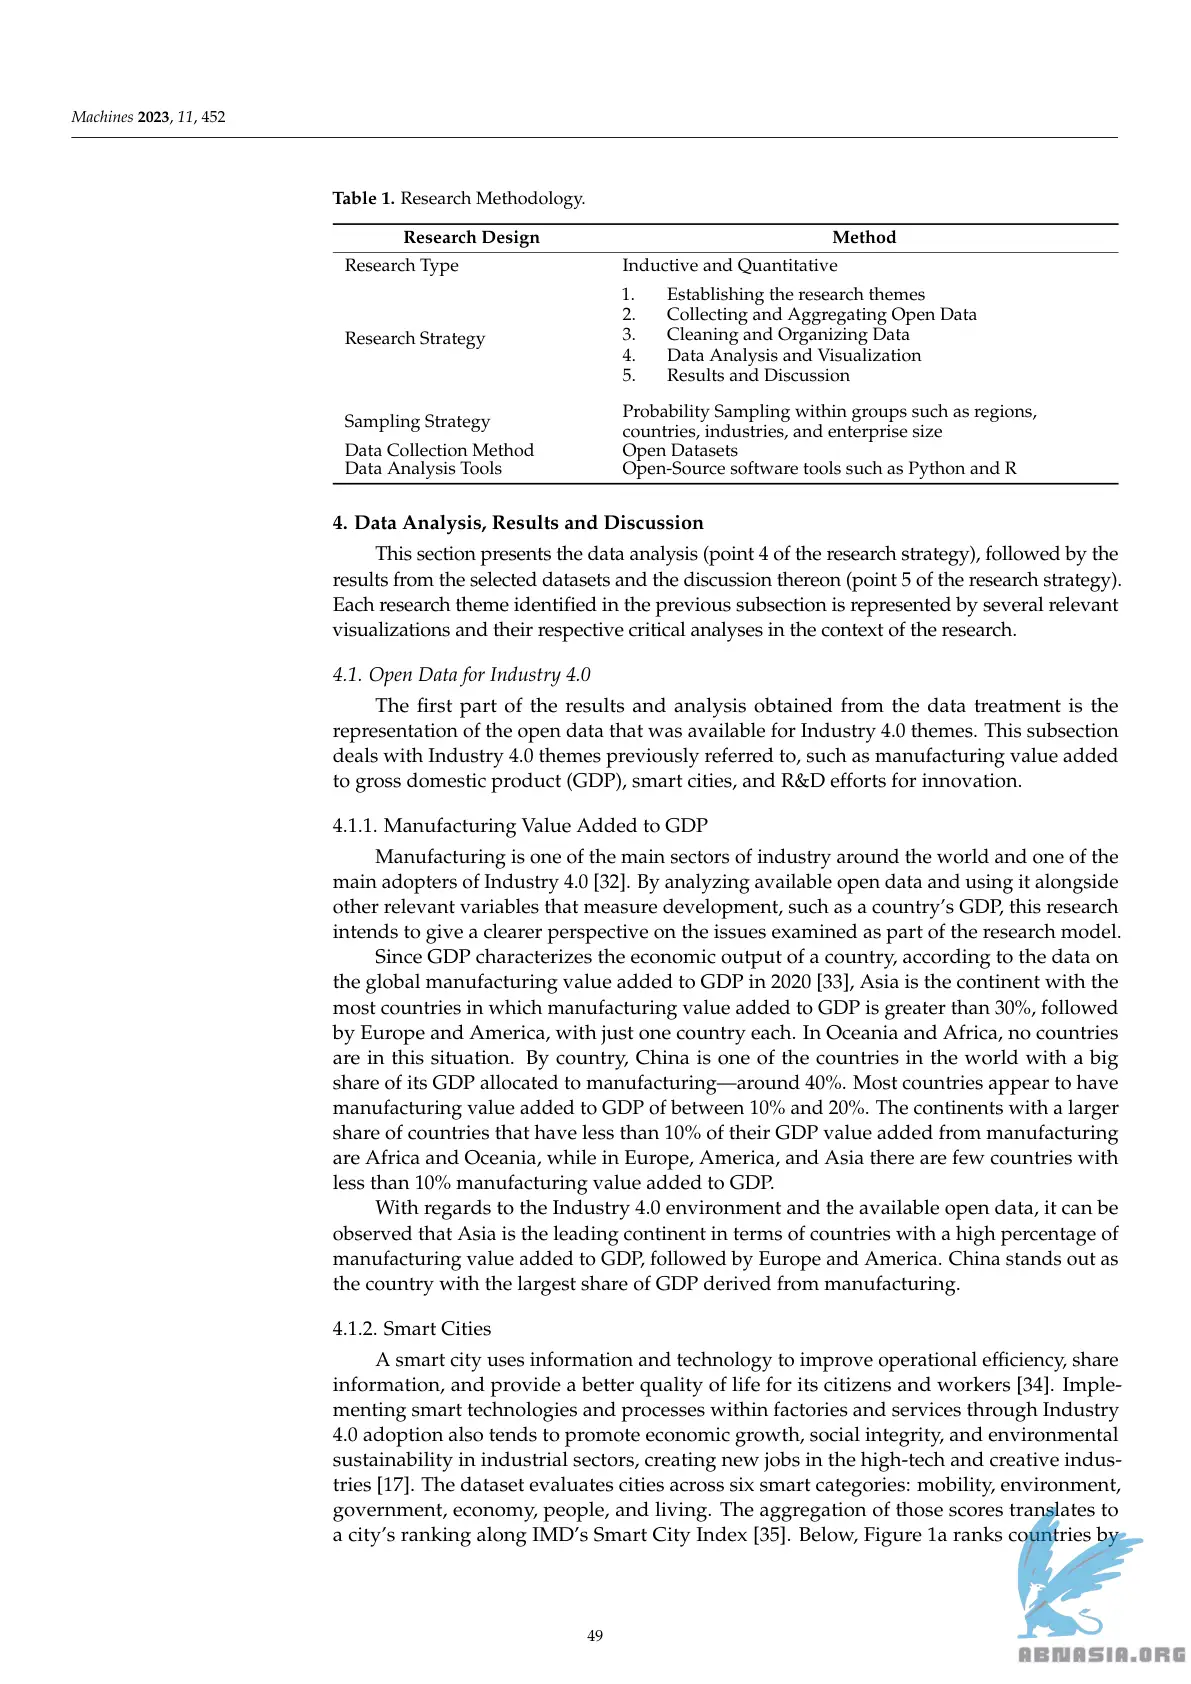 Machines 2023, 11, 452
Table 1. Research Methodology.
Research Design Method
Research Type Inductive and Quantitative
Research Strategy
1. Establishing the research themes
2. Collecting and Aggregating Open Data
3. Cleaning and Organizing Data
4. Data Analysis and Visualization
5. Results and Discussion
Sampling Strategy
Probability Sampling within groups such as regions,
countries, industries, and enterprise size
Data Collection Method Open Datasets
Data Analysis Tools Open-Source software tools such as Python and R
4. Data Analysis, Results and Discussion
This section presents the data analysis (point 4 of the research strategy), followed by the
results from the selected datasets and the discussion thereon (point 5 of the research strategy).
Each research theme identified in the previous subsection is represented by several relevant
visualizations and their respective critical analyses in the context of the research.
4.1. Open Data for Industry 4.0
The first part of the results and analysis obtained from the data treatment is the
representation of the open data that was available for Industry 4.0 themes. This subsection
deals with Industry 4.0 themes previously referred to, such as manufacturing value added
to gross domestic product (GDP), smart cities, and R&D efforts for innovation.
4.1.1. Manufacturing Value Added to GDP
Manufacturing is one of the main sectors of industry around the world and one of the
main adopters of Industry 4.0 [32]. By analyzing available open data and using it alongside
other relevant variables that measure development, such as a country's GDP, this research
intends to give a clearer perspective on the issues examined as part of the research model.
Since GDP characterizes the economic output of a country, according to the data on
the global manufacturing value added to GDP in 2020 [33], Asia is the continent with the
most countries in which manufacturing value added to GDP is greater than 30%, followed
by Europe and America, with just one country each. In Oceania and Africa, no countries
are in this situation. By country, China is one of the countries in the world with a big
share of its GDP allocated to manufacturing—around 40%. Most countries appear to have
manufacturing value added to GDP of between 10% and 20%. The continents with a larger
share of countries that have less than 10% of their GDP value added from manufacturing
are Africa and Oceania, while in Europe, America, and Asia there are few countries with
less than 10% manufacturing value added to GDP.
With regards to the Industry 4.0 environment and the available open data, it can be
observed that Asia is the leading continent in terms of countries with a high percentage of
manufacturing value added to GDP, followed by Europe and America. China stands out as
the country with the largest share of GDP derived from manufacturing.
4.1.2. Smart Cities
A smart city uses information and technology to improve operational efficiency, share
information, and provide a better quality of life for its citizens and workers [34]. Imple-
menting smart technologies and processes within factories and services through Industry
4.0 adoption also tends to promote economic growth, social integrity, and environmental
sustainability in industrial sectors, creating new jobs in the high-tech and creative indus-
tries [17]. The dataset evaluates cities across six smart categories: mobility, environment,
government, economy, people, and living. The aggregation of those scores translates to
a city's ranking along IMD's Smart City Index [35]. Below, Figure 1a ranks countries by
49
ABNASIA.ORG